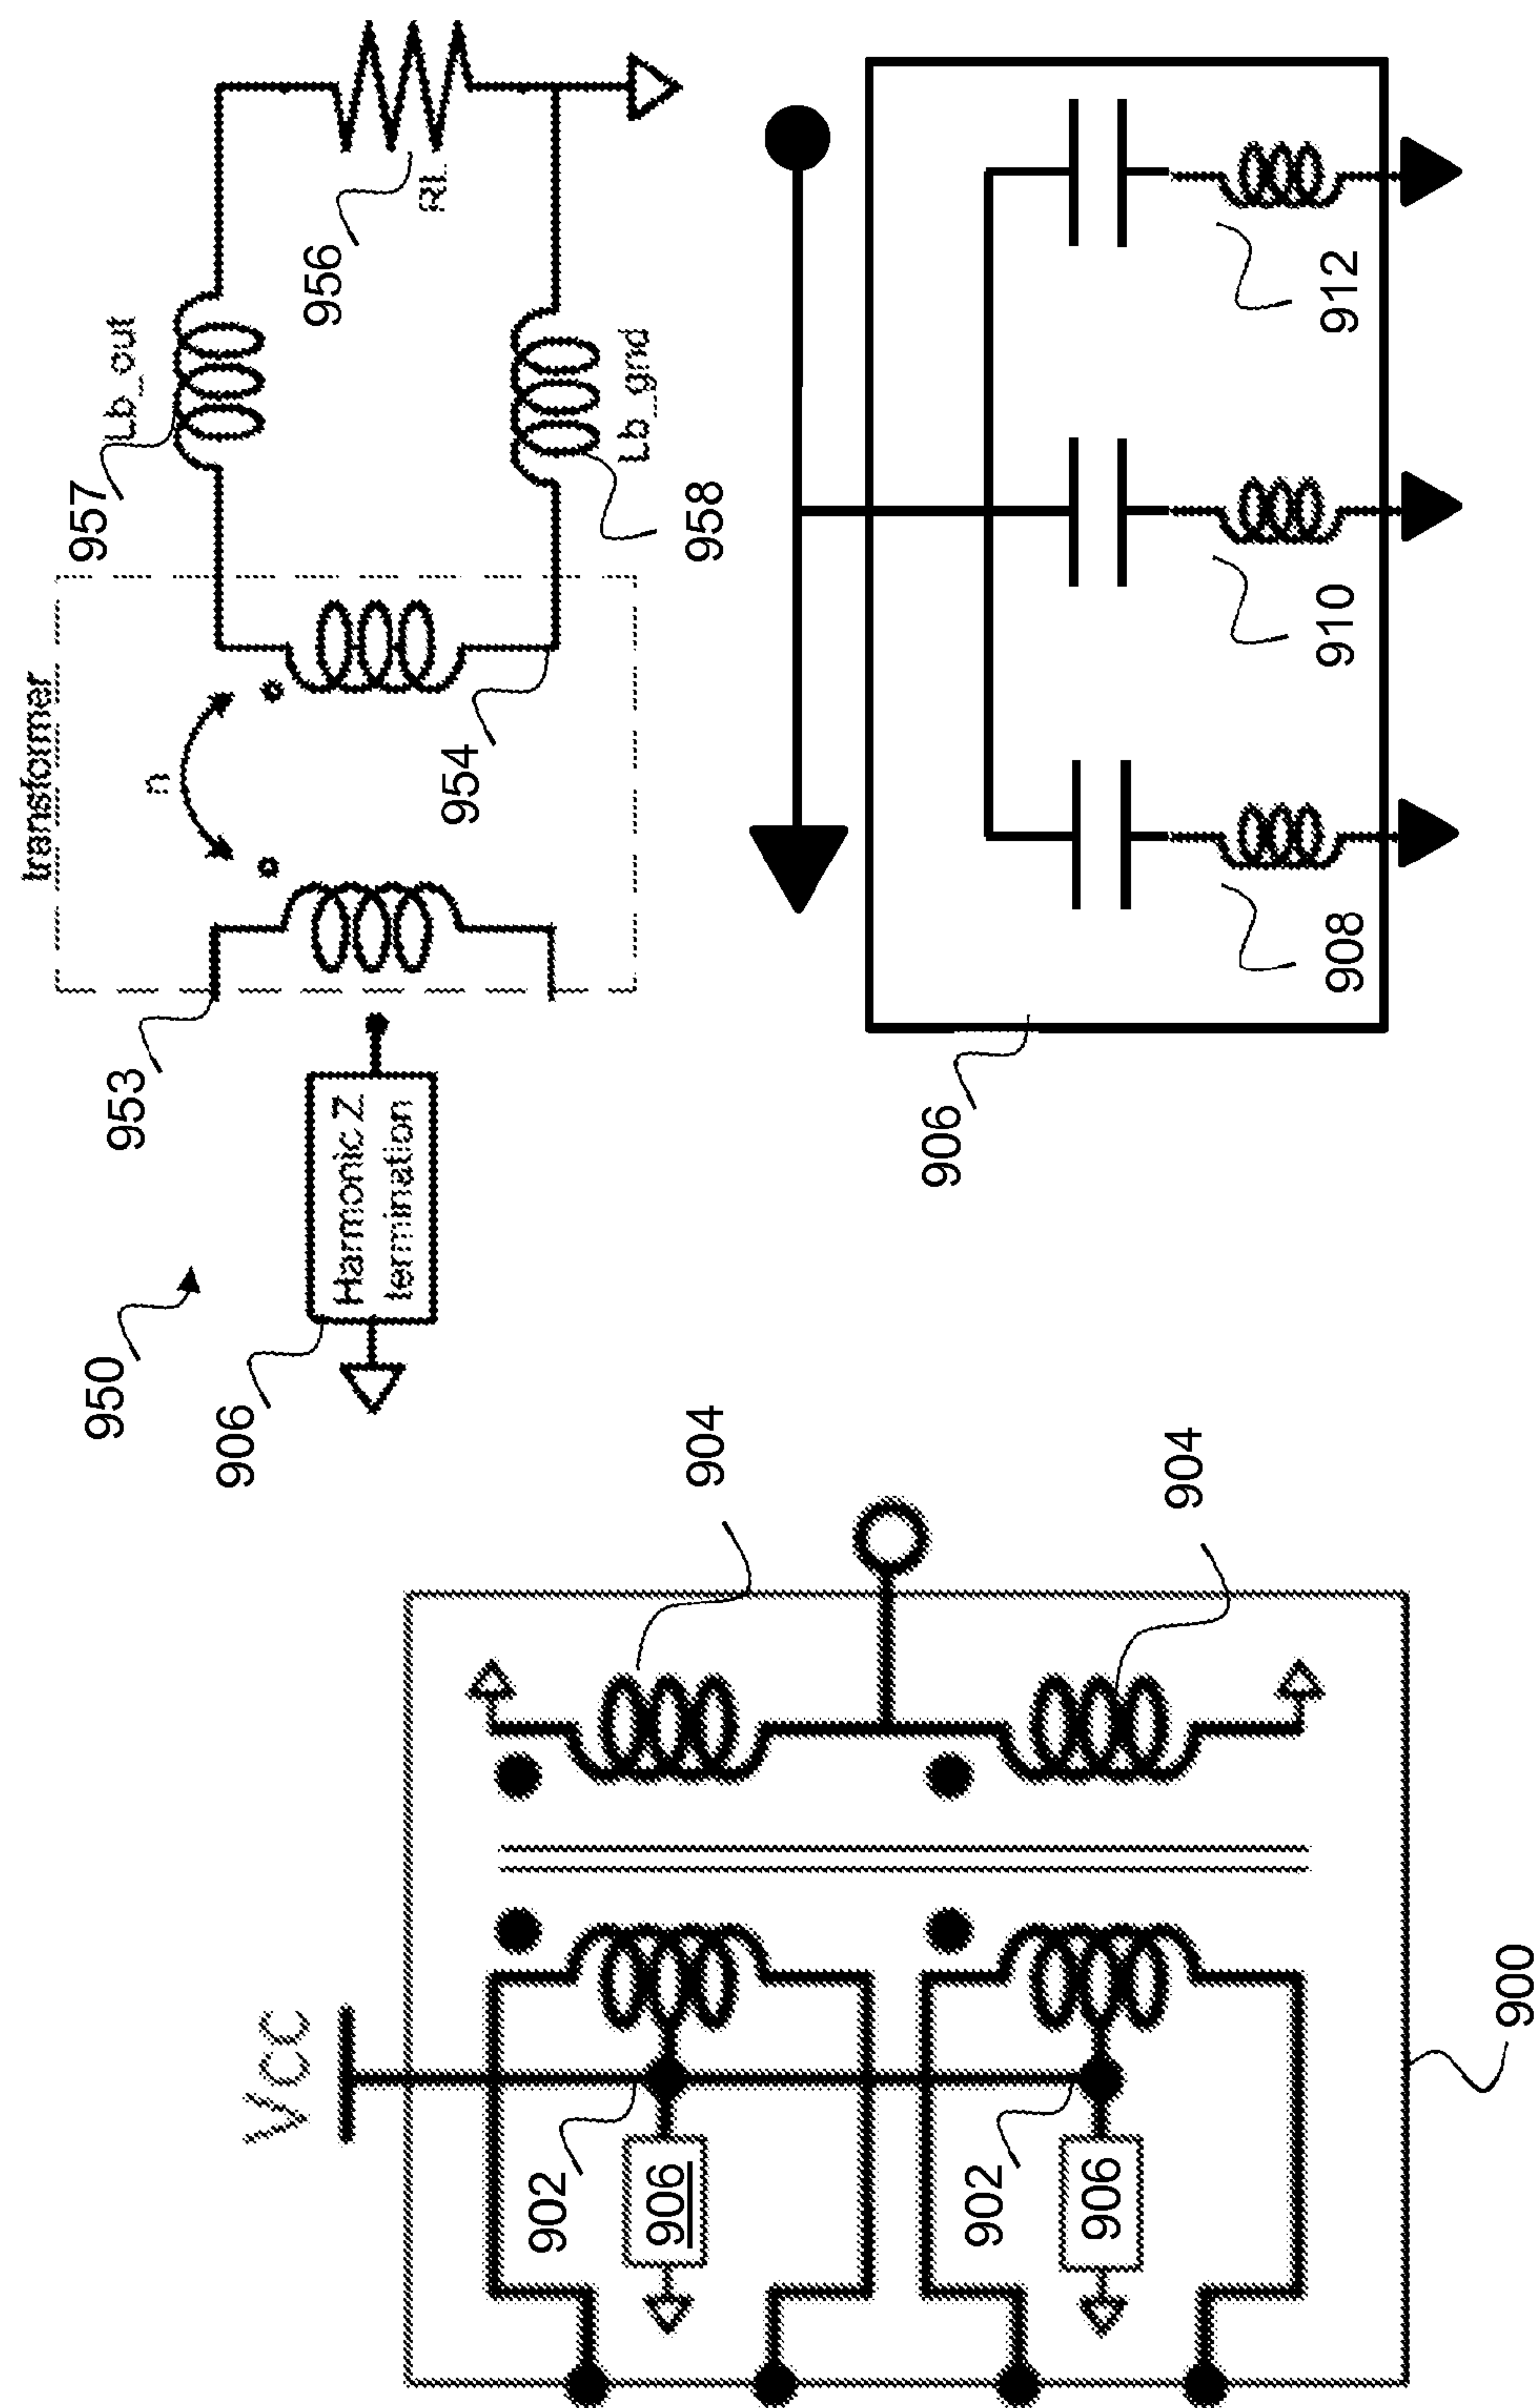 950
906
Harmonic Z
termination
953
transformer
n
954
957
Lb_out
956
RL
Lb_gnd
958
Vcc
902
906
902
906
904
904
900
906
908
910
912